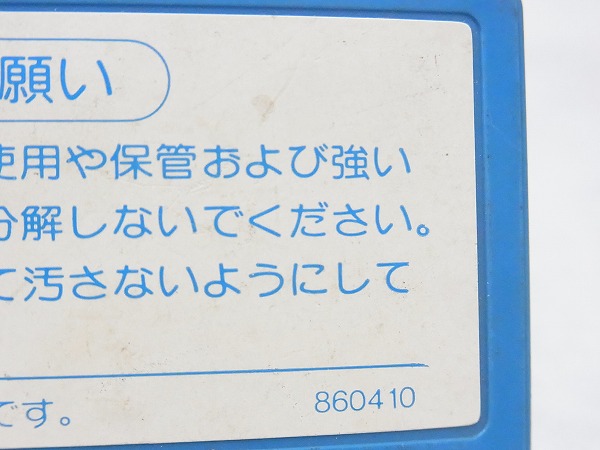 願い
使用や保管および強い
分解しないでください。
て汚さないようにして
です。 860410